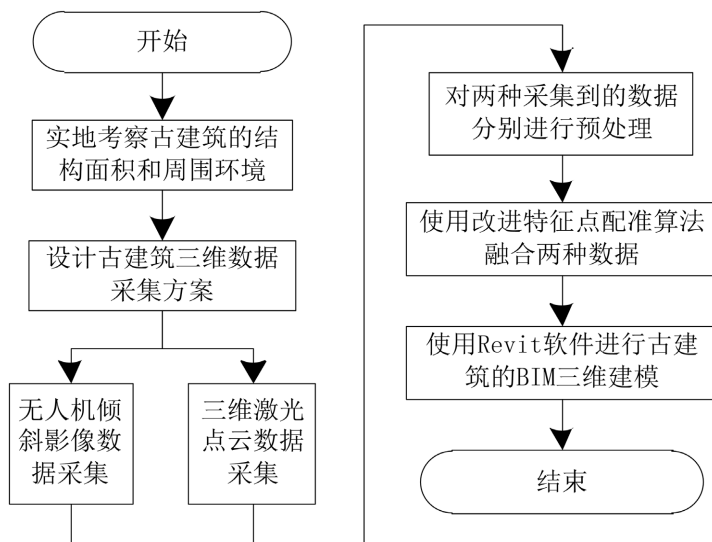 开始
实地考察古建筑的结
构面积和周围环境
设计古建筑三维数据
采集方案
无人机倾
斜影像数
据采集
三维激光
点云数据
采集
对两种采集到的数据
分别进行预处理
使用改进特征点配准算法
融合两种数据
使用Revit软件进行古建
筑的BIM三维建模
结束